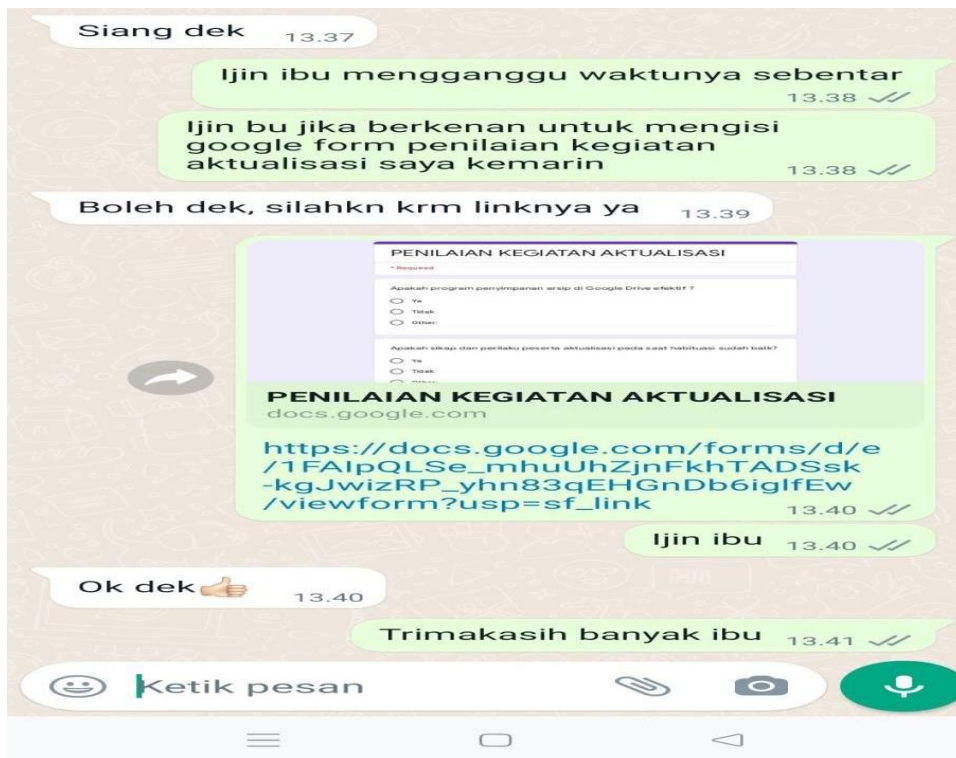 Siang dek 13.37
Ijin ibu mengganggu waktunya sebentar
13.38
Ijin bu jika berkenan untuk mengisi
google form penilaian kegiatan
aktualisasi saya kemarin 13.38
Boleh dek, silahkn krm linknya ya 13.39
PENILAIAN KEGIATAN AKTUALISASI
* Required
Apakah program penyimpanan arsip di Google Drive efektif ?
Ya
Tidak
Other:
Apakah sikap dan perilaku peserta aktualisasi pada saat habituasi sudah baik?
Ya
Tidak
PENILAIAN KEGIATAN AKTUALISASI
docs.google.com
https://docs.google.com/forms/d/e
/1FAIpQLSe_mhuUhZjnFkhTADSsk
-kgJwizRP_yhn83qEHGnDb6iglfEw
/viewform?usp=sf_link 13.40
Ijin ibu 13.40
Ok dek👍🏻 13.40
Trimakasih banyak ibu 13.41
Ketik pesan